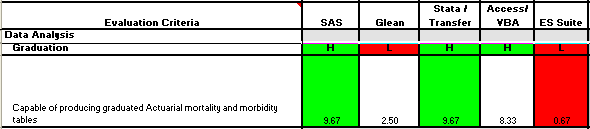 Stata / Access/
Evaluation Criteria SAS Glean Transfer VBA ES Suite
Data Analysis
Graduation H L H H L
Capable of producing graduated Actuarial mortality and morbidity
tables 9.67 2.50 9.67 8.33 0.67